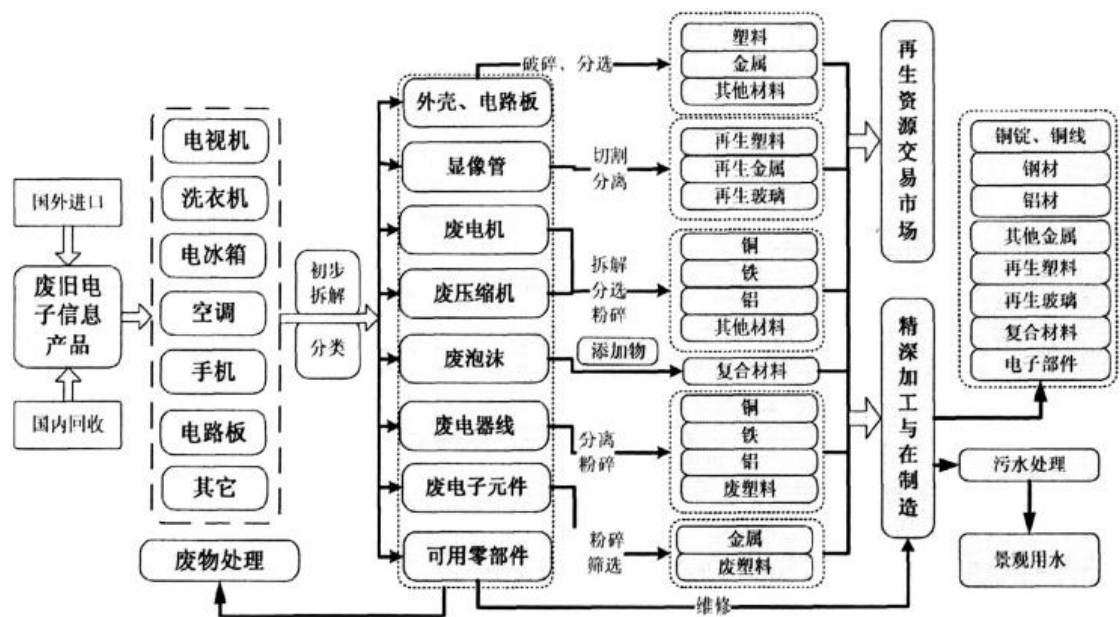 国外进口
废旧电
子信息
产品
国内回收
电视机
洗衣机
电冰箱
空调
手机
电路板
其它
废物处理
初步
拆解
分类
外壳、电路板
显像管
废电机
废压缩机
废泡沫
废电器线
废电子元件
可用零部件
破碎、分选
切割
分离
拆解
分选
粉碎
添加物
分离
粉碎
粉碎
筛选
维修
塑料
金属
其他材料
再生塑料
再生金属
再生玻璃
铜
铁
铝
其他材料
复合材料
铜
铁
铝
废塑料
金属
废塑料
再生资源交易市场
精深加工与在制造
铜锭、铜线
钢材
铝材
其他金属
再生塑料
再生玻璃
复合材料
电子部件
污水处理
景观用水